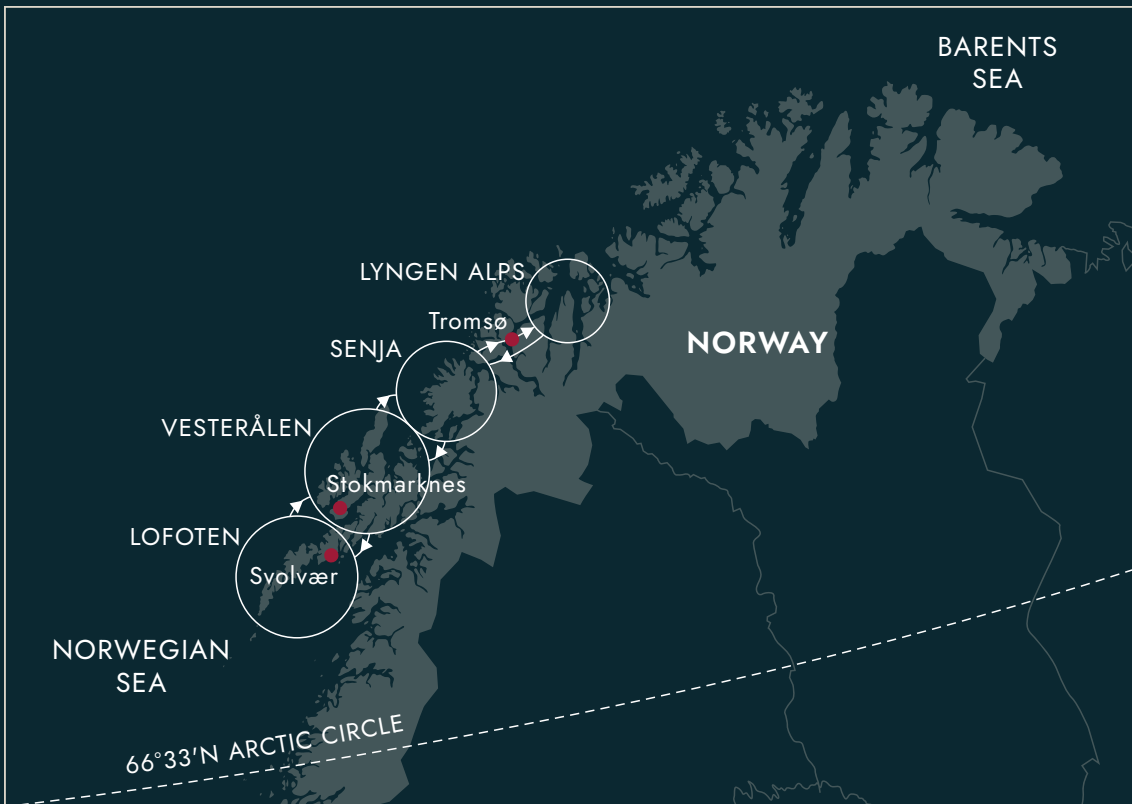 BARENTS
SEA
LYNGEN ALPS
Tromsø
NORWAY
SENJA
VESTERÅLEN
Stokmarknes
LOFOTEN
Svolvær
NORWEGIAN
SEA
66°33'N ARCTIC CIRCLE